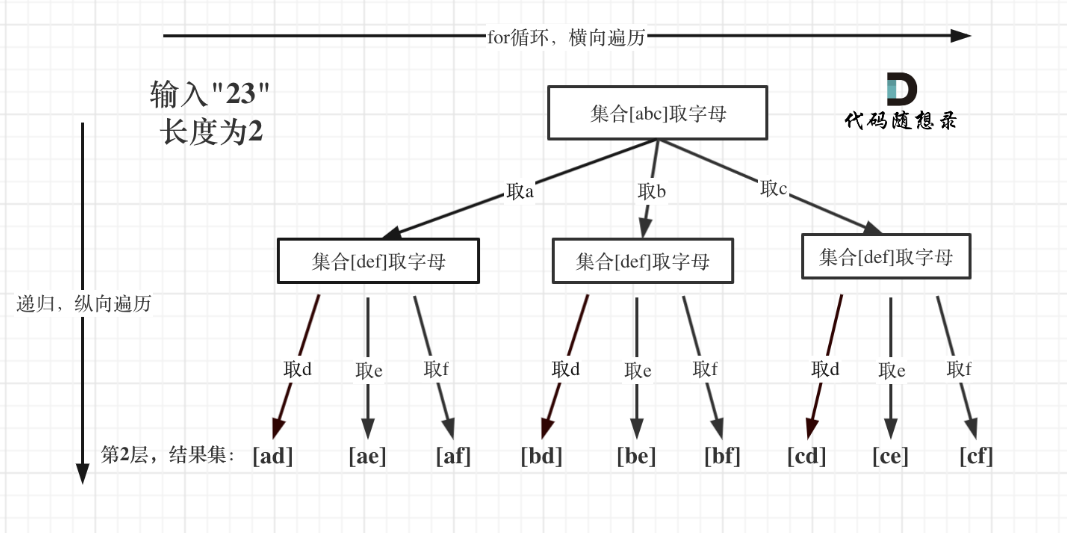 for循环，横向遍历
输入"23"
长度为2
集合[abc]取字母
代码随想录
取a
取b
取c
集合[def]取字母
集合[def]取字母
集合[def]取字母
递归，纵向遍历
取d
取e
取f
取d
取e
取f
取d
取e
取f
第2层，结果集： [ad] [ae] [af] [bd] [be] [bf] [cd] [ce] [cf]